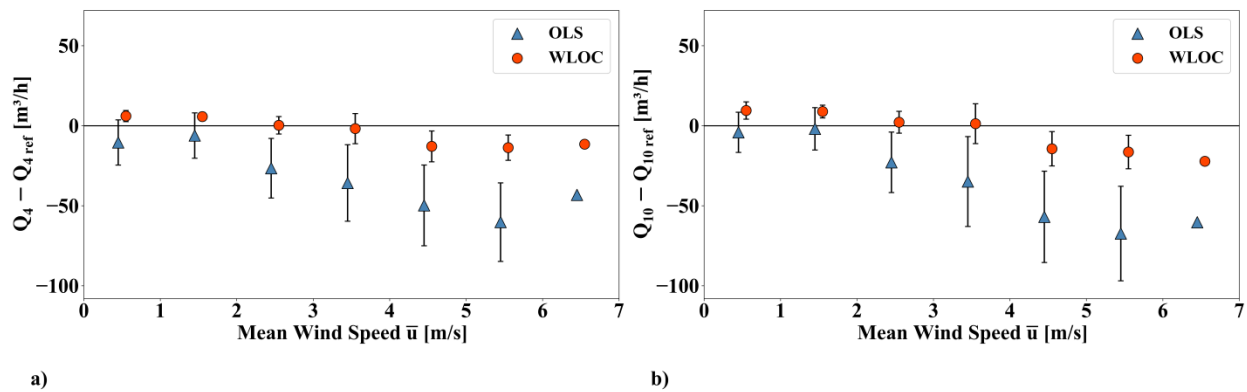 OLS
WLOC
50
0
−50
−100
Q₄ − Q₄ ref [m³/h]
0 1 2 3 4 5 6 7
Mean Wind Speed u̅ [m/s]
a)
OLS
WLOC
50
0
−50
−100
Q₁₀ − Q₁₀ ref [m³/h]
0 1 2 3 4 5 6 7
Mean Wind Speed u̅ [m/s]
b)